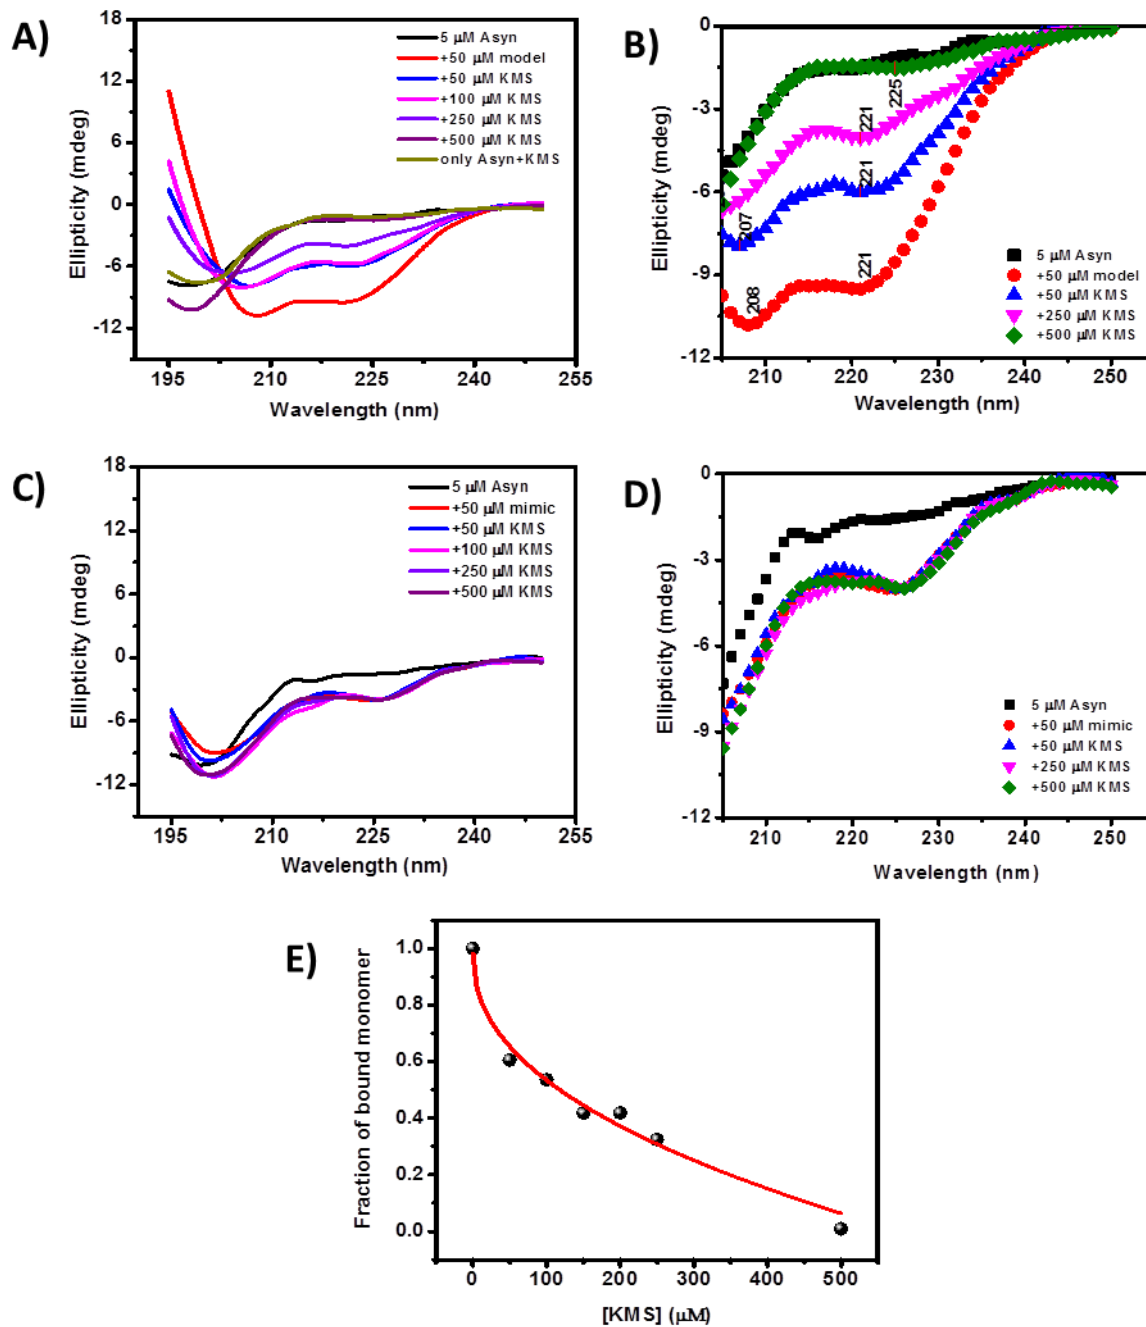 A)
18
12
6
0
-6
-12
Ellipticity (mdeg)
5 µM Asyn
+50 µM model
+50 µM KMS
+100 µM KMS
+250 µM KMS
+500 µM KMS
only Asyn+KMS
195 210 225 240 255
Wavelength (nm)
B)
0
-3
-6
-9
-12
Ellipticity (mdeg)
225
221
221
207
221
208
5 µM Asyn
+50 µM model
+50 µM KMS
+250 µM KMS
+500 µM KMS
210 220 230 240 250
Wavelength (nm)
C)
18
12
6
0
-6
-12
Ellipticity (mdeg)
5 µM Asyn
+50 µM mimic
+50 µM KMS
+100 µM KMS
+250 µM KMS
+500 µM KMS
195 210 225 240 255
Wavelength (nm)
D)
0
-3
-6
-9
-12
Ellipticity (mdeg)
5 µM Asyn
+50 µM mimic
+50 µM KMS
+250 µM KMS
+500 µM KMS
210 220 230 240 250
Wavelength (nm)
E)
1.0
0.8
0.6
0.4
0.2
0.0
Fraction of bound monomer
0 100 200 300 400 500
[KMS] (µM)